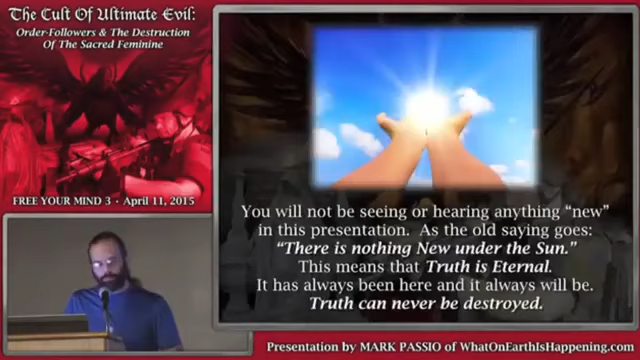 The Cult Of Ultimate Evil:
Order-Followers & The Destruction
Of The Sacred Feminine
FREE YOUR MIND 3 · April 11, 2015
You will not be seeing or hearing anything “new”
in this presentation. As the old saying goes:
“There is nothing New under the Sun.”
This means that Truth is Eternal.
It has always been here and it always will be.
Truth can never be destroyed.
Presentation by MARK PASSIO of WhatOnEarthIsHappening.com